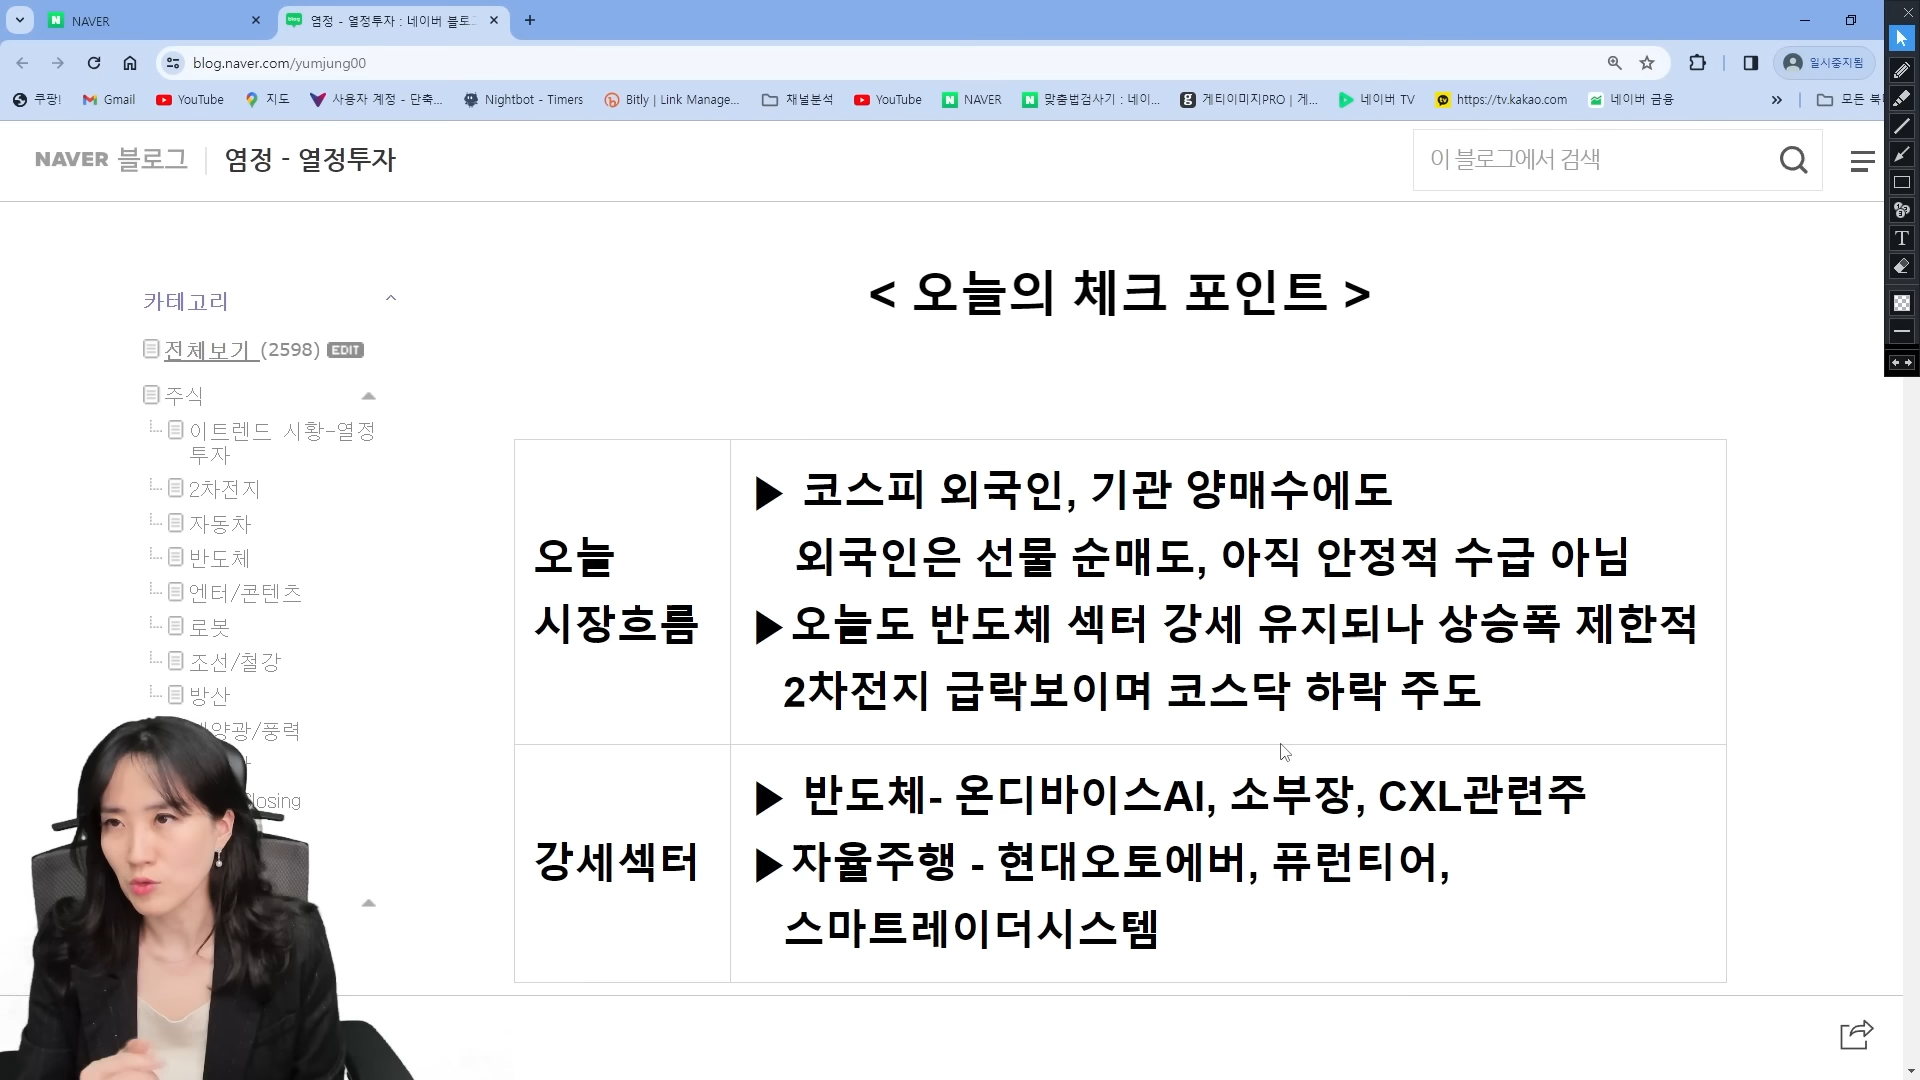 NAVER
염정 - 열정투자 : 네이버 블로
blog.naver.com/yumjung00
일시중지됨
쿠팡!
Gmail
YouTube
지도
사용자 계정 - 단축...
Nightbot - Timers
Bitly | Link Manage...
채널분석
YouTube
NAVER
맞춤법검사기 : 네이...
게티이미지PRO | 게...
네이버 TV
https://tv.kakao.com
네이버 금융
모든 북
NAVER 블로그
염정 - 열정투자
이 블로그에서 검색
T
< 오늘의 체크 포인트 >
카테고리
전체보기 (2598) EDIT
주식
이트렌드 시황-열정
투자
2차전지
자동차
반도체
엔터/콘텐츠
로봇
조선/철강
방산
양광/풍력
losing
오늘
시장흐름
▶ 코스피 외국인, 기관 양매수에도
외국인은 선물 순매도, 아직 안정적 수급 아님
▶오늘도 반도체 섹터 강세 유지되나 상승폭 제한적
2차전지 급락보이며 코스닥 하락 주도
강세섹터
▶ 반도체- 온디바이스AI, 소부장, CXL관련주
▶자율주행 - 현대오토에버, 퓨런티어,
스마트레이더시스템